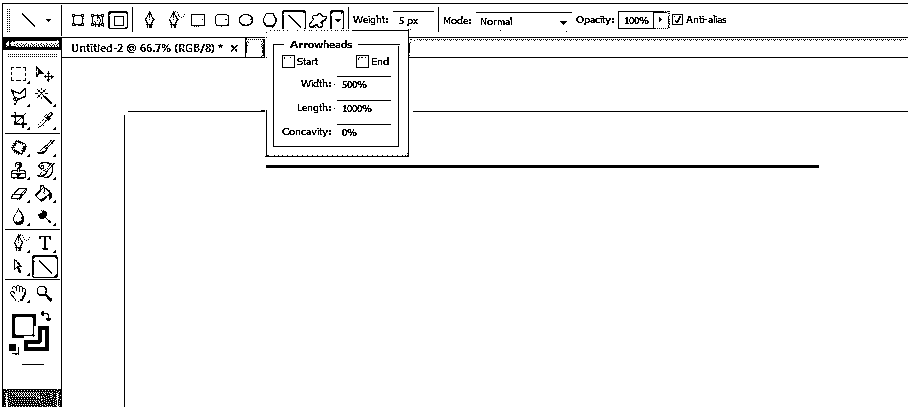 Weight: 5 px Mode: Normal Opacity: 100% Anti-alias
Untitled-2 @ 66.7% (RGB/8) * ×
Arrowheads
Start End
Width: 500%
Length: 1000%
Concavity: 0%
T